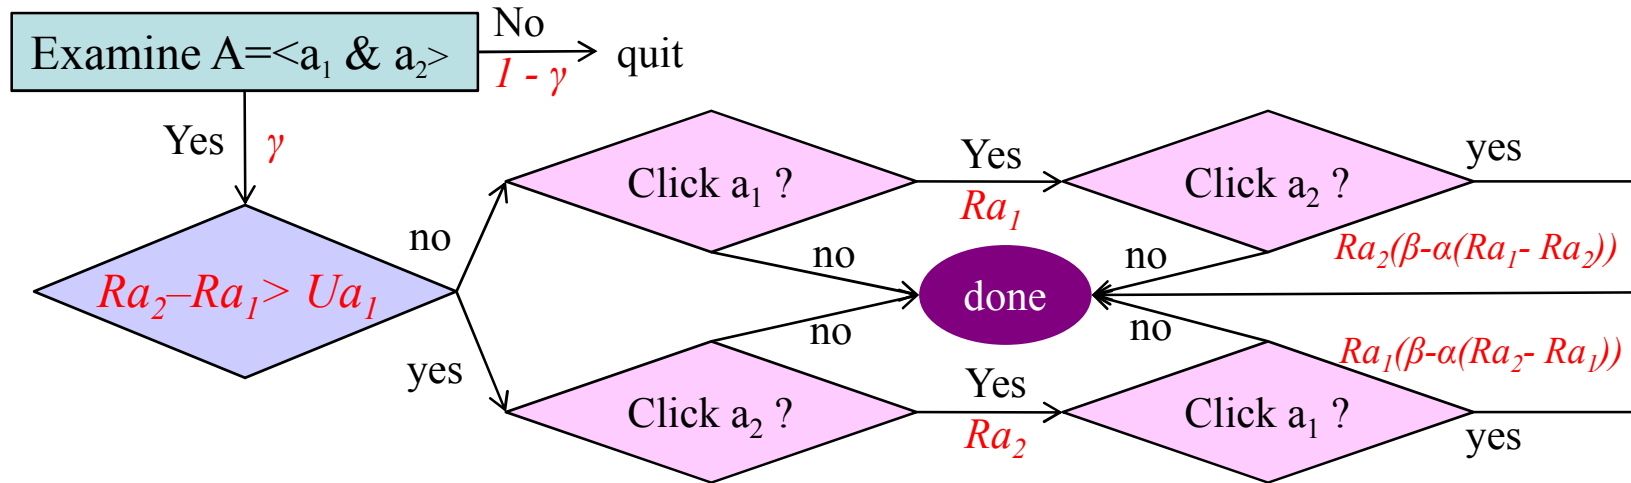 Examine A=<a₁ & a₂>
No
1 - γ
quit
Yes
γ
Ra₂–Ra₁> Ua₁
no
yes
Click a₁ ?
Yes
Ra₁
Click a₂ ?
yes
Ra₂(β-α(Ra₁- Ra₂))
no
no
done
no
no
Ra₁(β-α(Ra₂- Ra₁))
Click a₂ ?
Yes
Ra₂
Click a₁ ?
yes